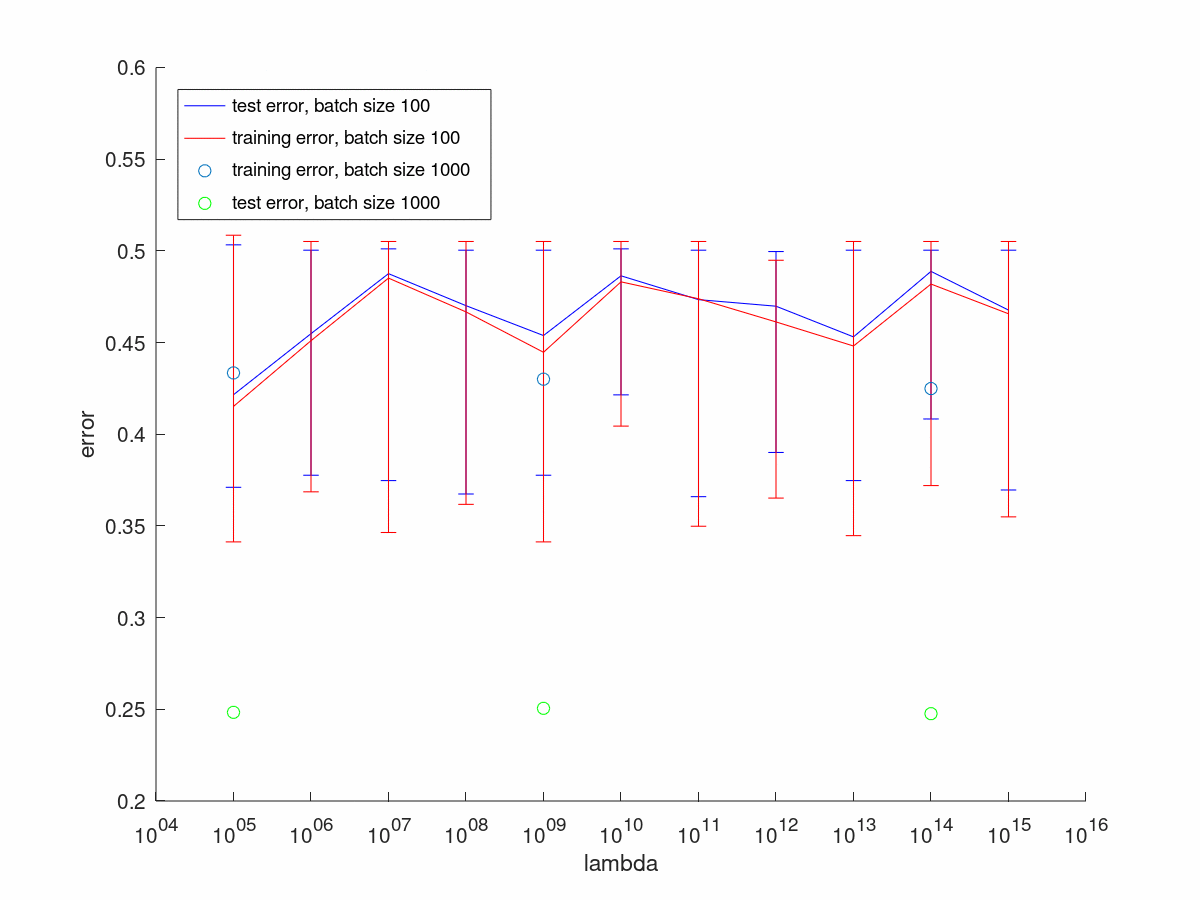 0.6
test error, batch size 100
training error, batch size 100
training error, batch size 1000
test error, batch size 1000
0.55
0.5
0.45
0.4
error
0.35
0.3
0.25
0.2
10^04 10^05 10^06 10^07 10^08 10^09 10^10 10^11 10^12 10^13 10^14 10^15 10^16
lambda